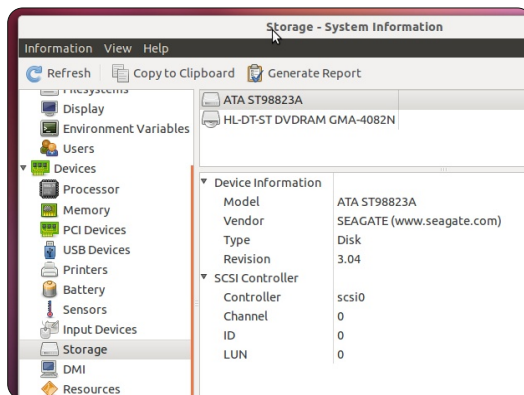 Storage - System Information
Information View Help
Refresh Copy to Clipboard Generate Report
Filesystems
Display
Environment Variables
Users
Devices
Processor
Memory
PCI Devices
USB Devices
Printers
Battery
Sensors
Input Devices
Storage
DMI
Resources
ATA ST98823A
HL-DT-ST DVDRAM GMA-4082N
Device Information
Model ATA ST98823A
Vendor SEAGATE (www.seagate.com)
Type Disk
Revision 3.04
SCSI Controller
Controller scsi0
Channel 0
ID 0
LUN 0